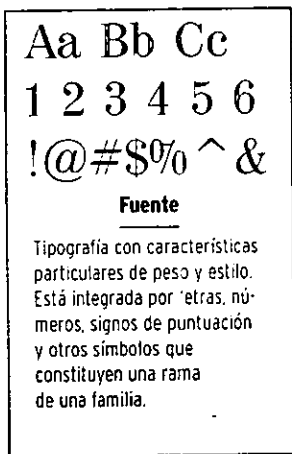 Aa Bb Cc
1 2 3 4 5 6
!@#$%^&
Fuente
Tipografía con características
particulares de peso y estilo.
Está integrada por letras, nú-
meros, signos de puntuación
y otros símbolos que
constituyen una rama
de una familia.